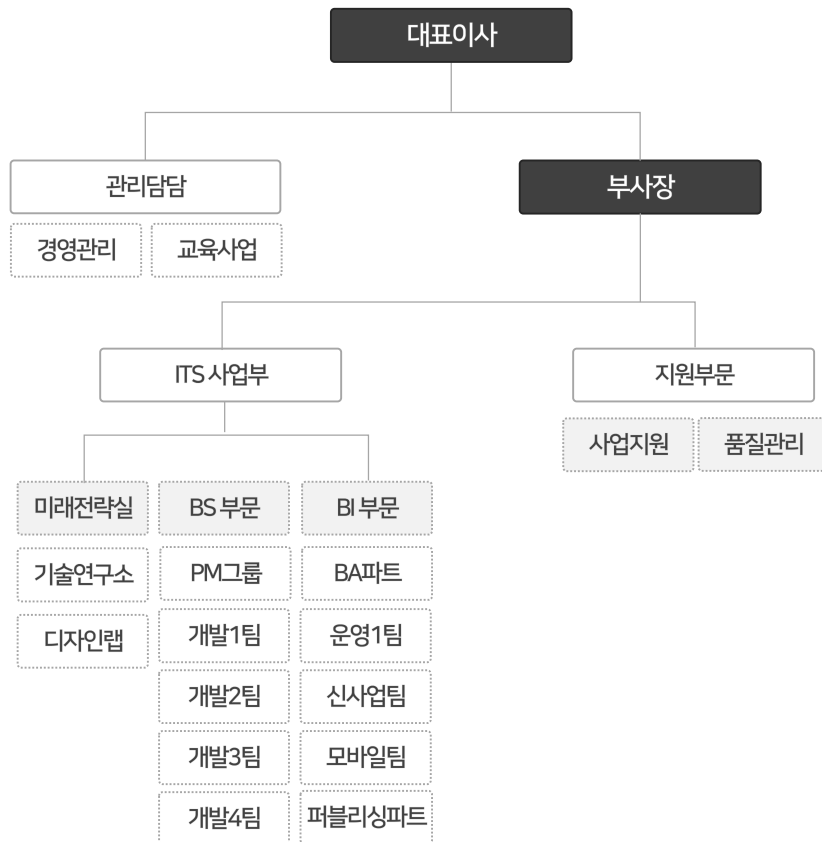 대표이사
관리담담
부사장
경영관리
교육사업
ITS 사업부
지원부문
사업지원
품질관리
미래전략실
BS 부문
BI 부문
기술연구소
PM그룹
BA파트
디자인랩
개발1팀
운영1팀
개발2팀
신사업팀
개발3팀
모바일팀
개발4팀
퍼블리싱파트